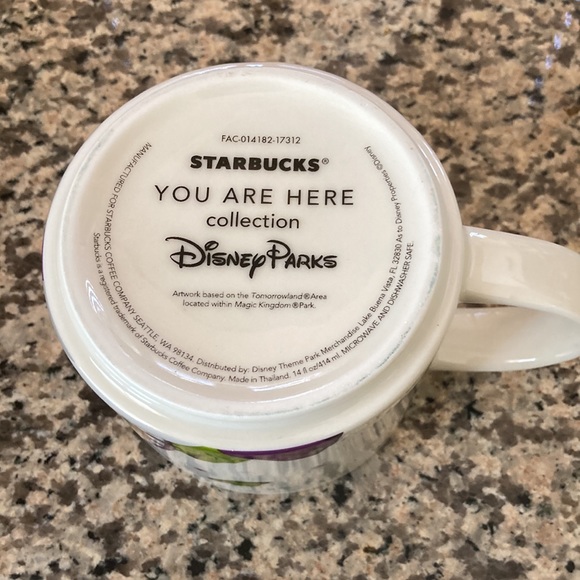 FAC-014182-17312
STARBUCKS®
YOU ARE HERE
collection
Disney Parks
Artwork based on the Tomorrowland® Area
located within Magic Kingdom® Park.
MANUFACTURED FOR STARBUCKS COFFEE COMPANY SEATTLE, WA 98134. Distributed by: Disney Theme Park Merchandise Lake Buena Vista, FL 32830 As to Disney Properties ©Disney
Starbucks is a registered trademark of Starbucks Coffee Company. Made in Thailand. 14 fl oz/414 mL MICROWAVE AND DISHWASHER SAFE.